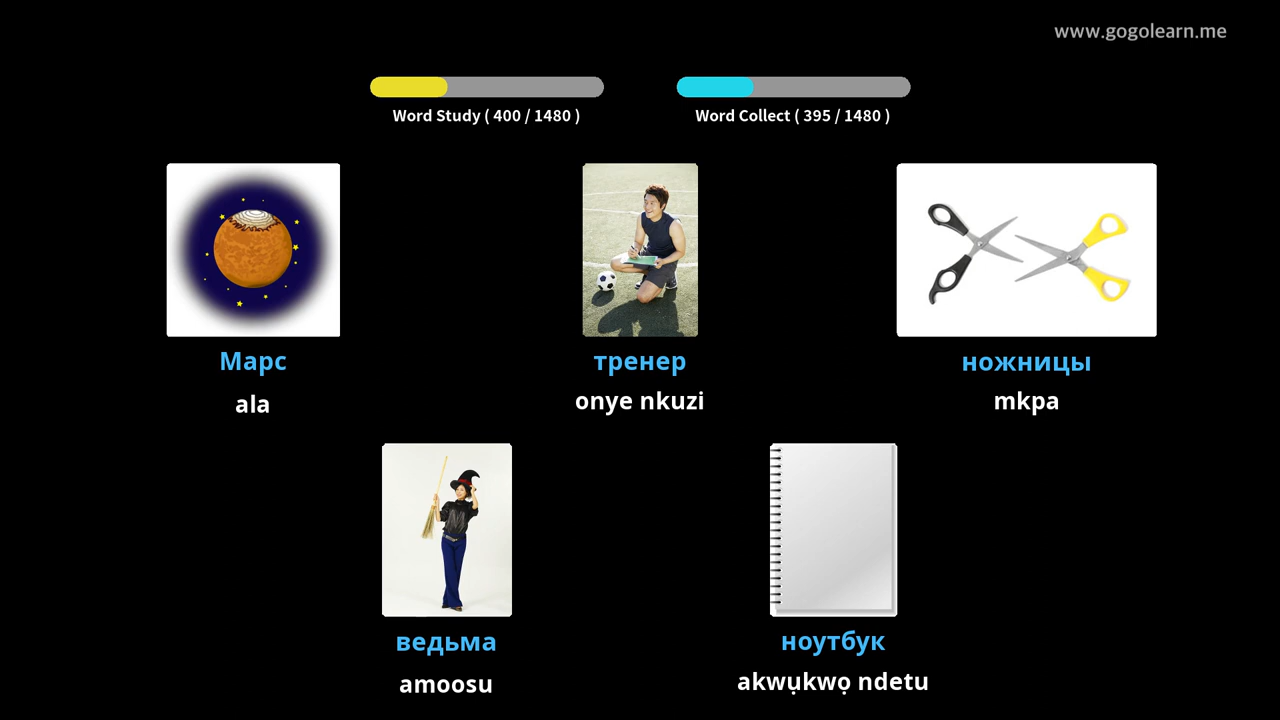 www.gogolearn.me
Word Study ( 400 / 1480 )
Word Collect ( 395 / 1480 )
Марс
ala
тренер
onye nkuzi
ножницы
mkpa
ведьма
amoosu
ноутбук
akwụkwọ ndetu